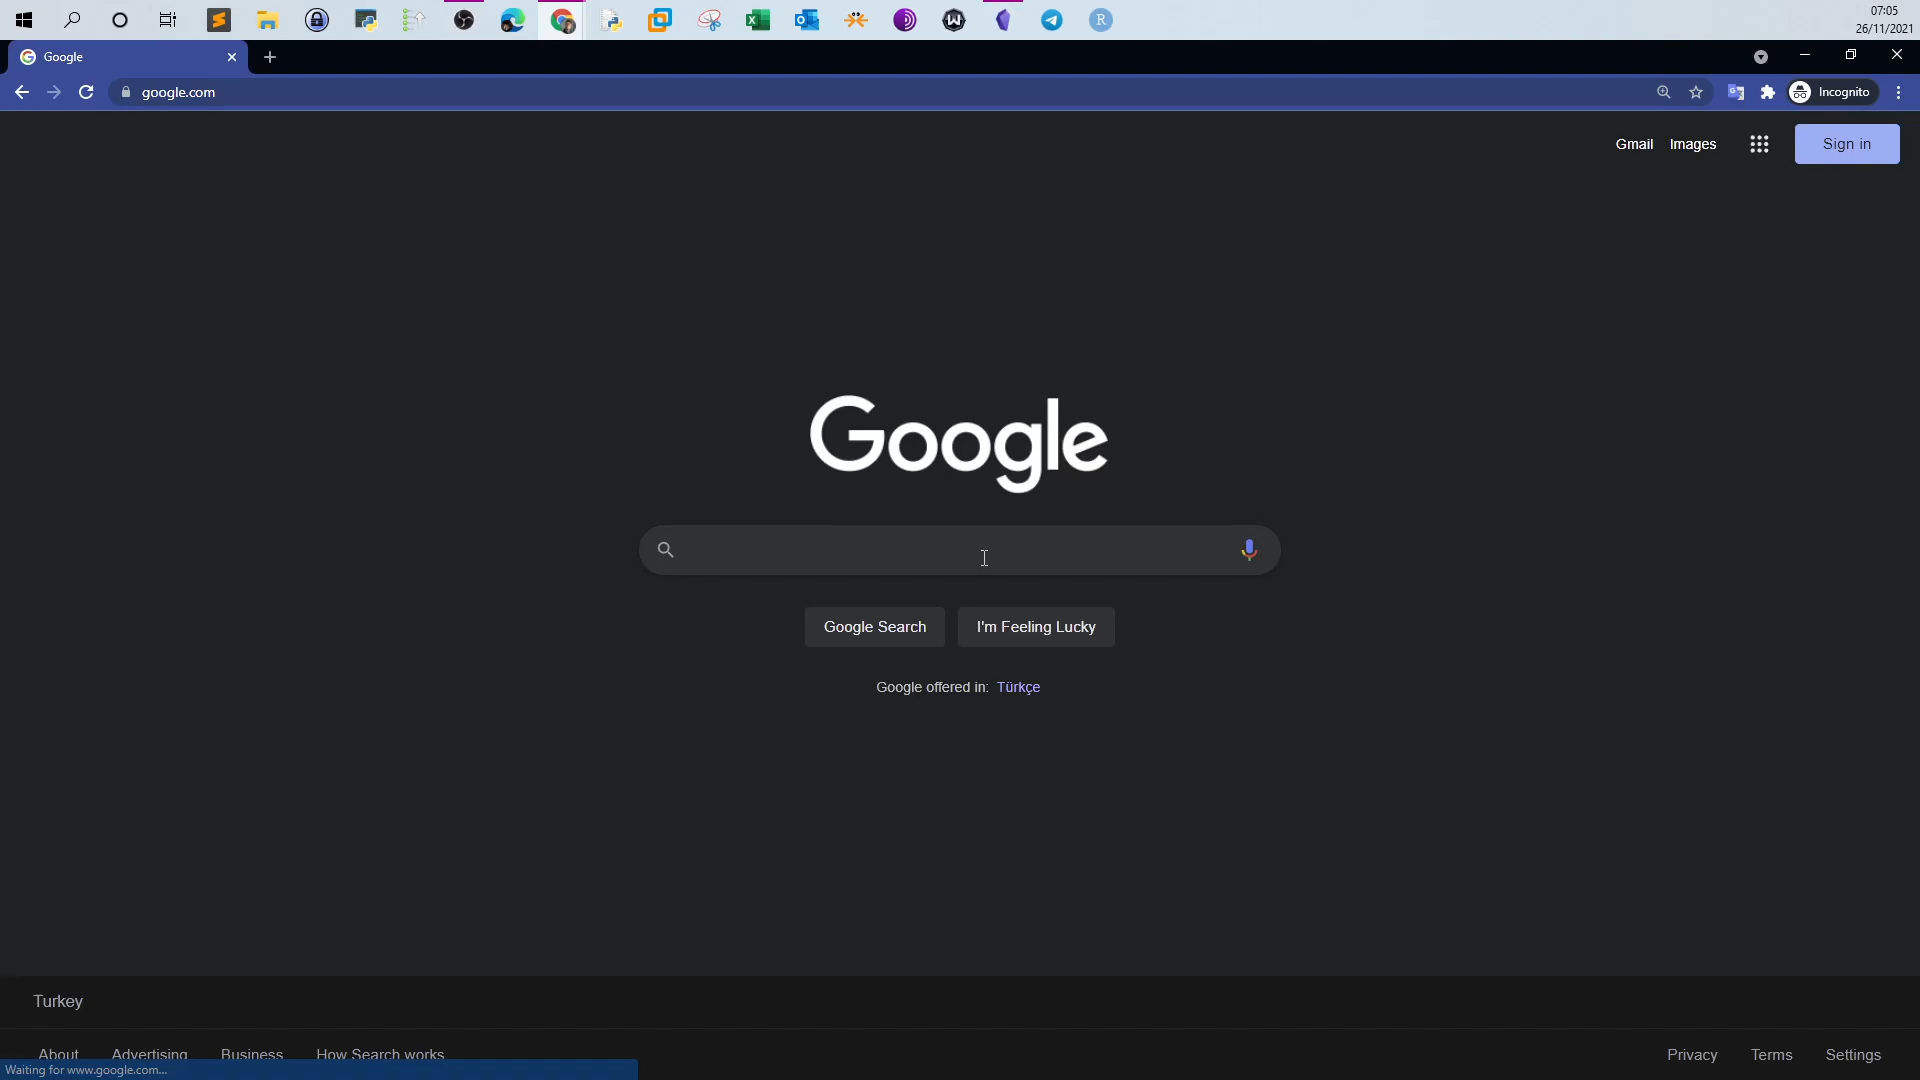 07:05
26/11/2021
Google
google.com
Incognito
Gmail Images Sign in
Google
Google Search I'm Feeling Lucky
Google offered in: Türkçe
Turkey
About Advertising Business How Search works Privacy Terms Settings
Waiting for www.google.com...